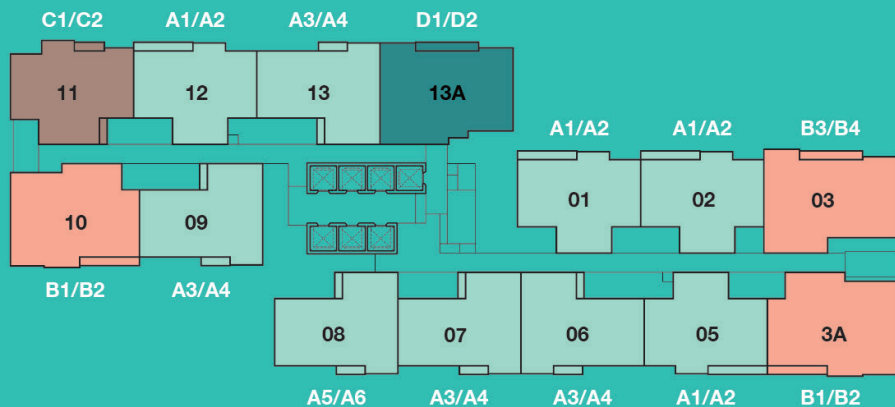 C1/C2 A1/A2 A3/A4 D1/D2
11 12 13 13A
A1/A2 A1/A2 B3/B4
01 02 03
10 09
B1/B2 A3/A4
08 07 06 05 3A
A5/A6 A3/A4 A3/A4 A1/A2 B1/B2